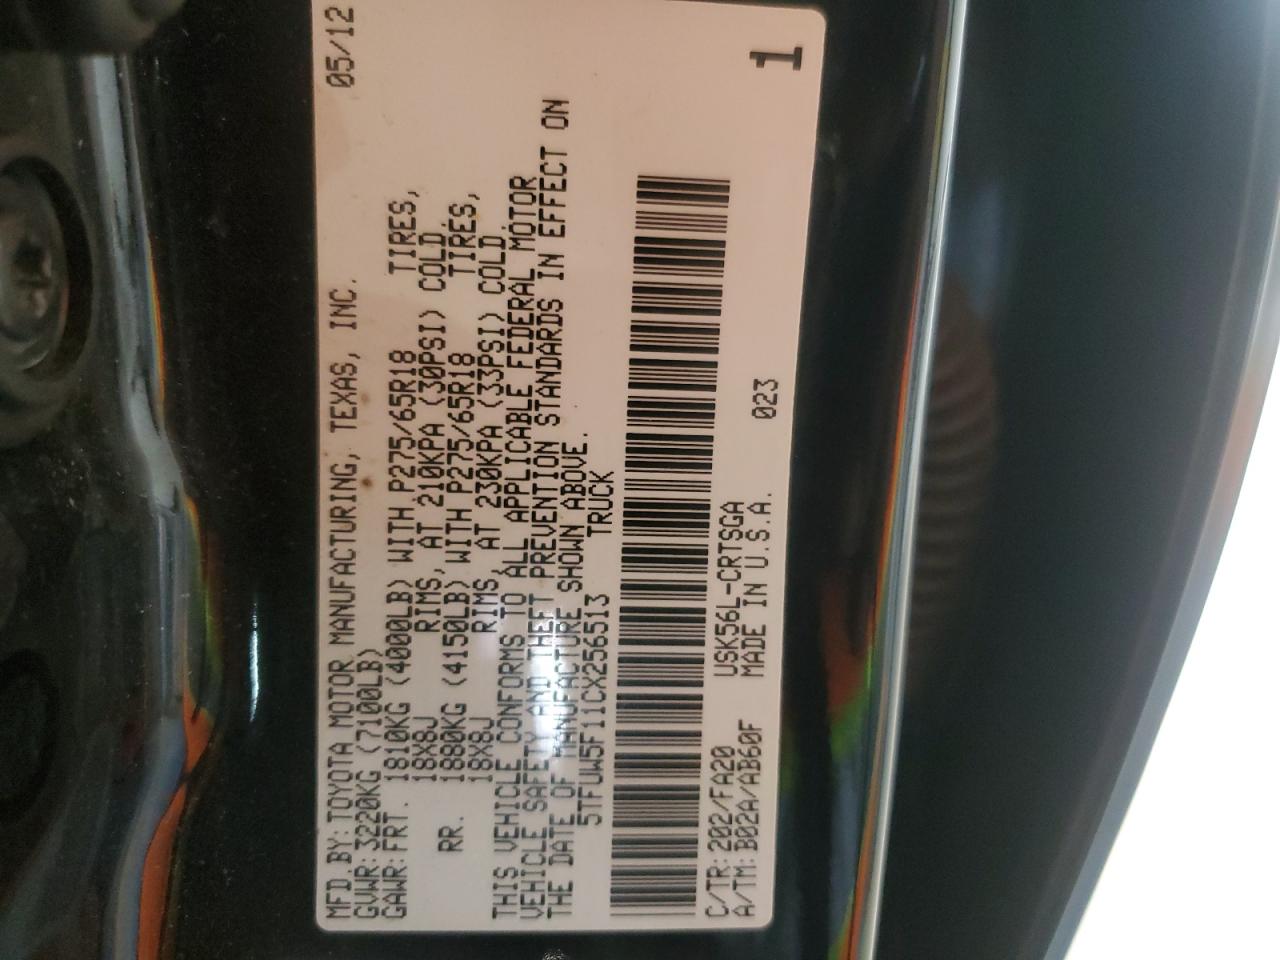 MFD.BY: TOYOTA MOTOR MANUFACTURING, TEXAS, INC. 05/12
GVWR: 3220KG (7100LB)
GAWR: FRT. 1810KG (4000LB) WITH P275/65R18 TIRES,
18X8J RIMS, AT 210KPA (30PSI) COLD.
RR. 1880KG (4150LB) WITH P275/65R18 TIRES,
18X8J RIMS, AT 230KPA (33PSI) COLD.
THIS VEHICLE CONFORMS TO ALL APPLICABLE FEDERAL MOTOR
VEHICLE SAFETY AND THEFT PREVENTION STANDARDS IN EFFECT ON
THE DATE OF MANUFACTURE SHOWN ABOVE.
5TFUW5F11CX256513 TRUCK
C/TR: 202/FA20 USK56L-CRTSGA
A/TM: B02A/AB60F MADE IN U.S.A. 023
1